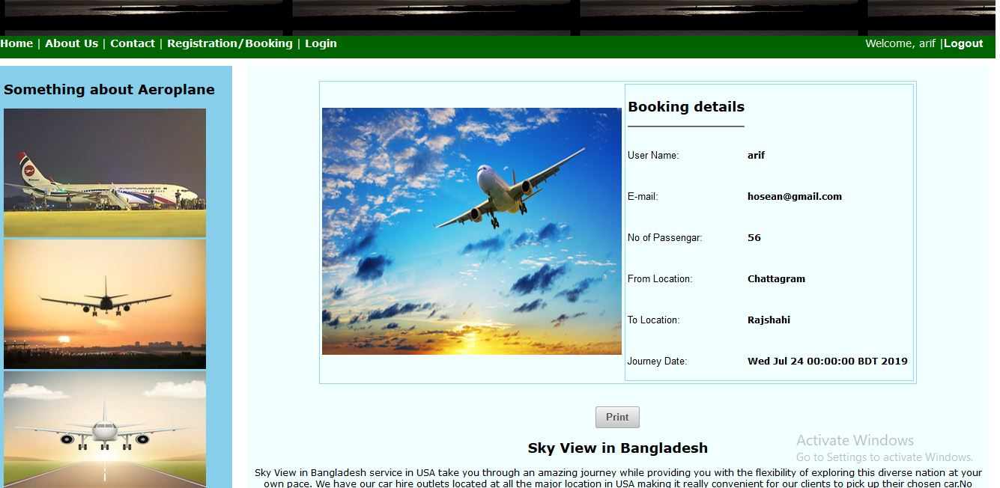 Home | About Us | Contact | Registration/Booking | Login
Welcome, arif |Logout
Something about Aeroplane
Booking details
User Name: arif
E-mail: hosean@gmail.com
No of Passengar: 56
From Location: Chattagram
To Location: Rajshahi
Journey Date: Wed Jul 24 00:00:00 BDT 2019
Print
Sky View in Bangladesh
Activate Windows
Go to Settings to activate Windows.
Sky View in Bangladesh service in USA take you through an amazing journey while providing you with the flexibility of exploring this diverse nation at your
own pace. We have our car hire outlets located at all the major location in USA making it really convenient for our clients to pick up their chosen car.No